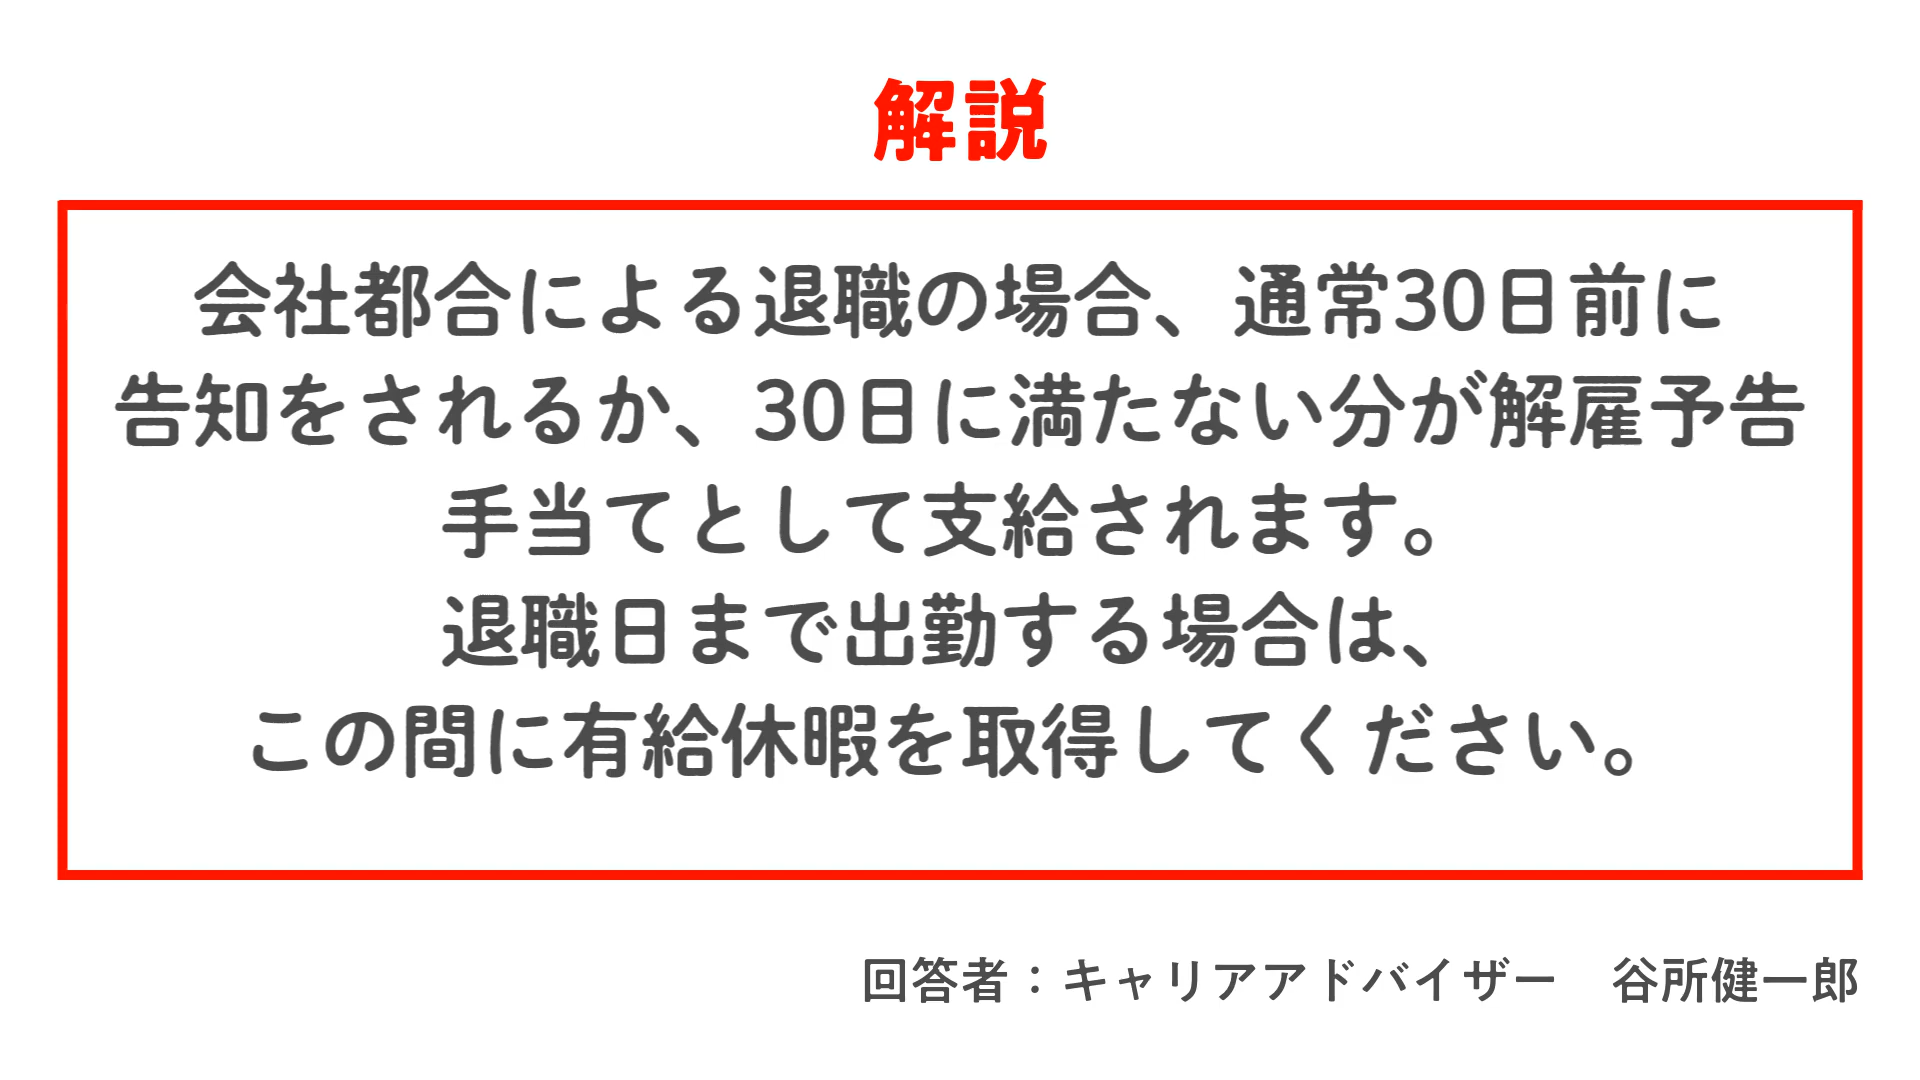 解説
会社都合による退職の場合、通常30日前に
告知をされるか、30日に満たない分が解雇予告
手当てとして支給されます。
退職日まで出勤する場合は、
この間に有給休暇を取得してください。
回答者：キャリアアドバイザー　谷所健一郎